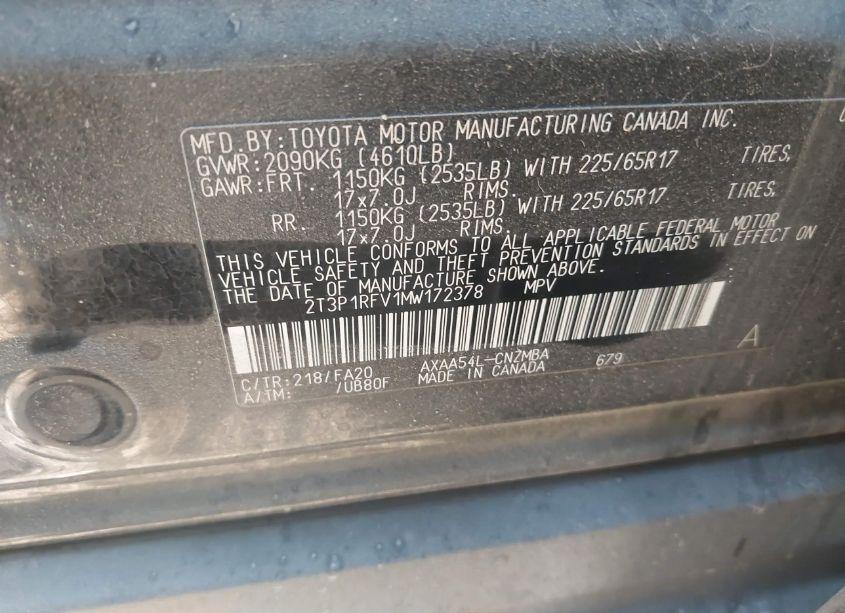 MFD. BY: TOYOTA MOTOR MANUFACTURING CANADA INC.
GVWR: 2090KG (4610LB)
GAWR: FRT. 1150KG (2535LB) WITH 225/65R17 TIRES,
17x7.0J RIMS.
RR. 1150KG (2535LB) WITH 225/65R17 TIRES,
17x7.0J RIMS.
THIS VEHICLE CONFORMS TO ALL APPLICABLE FEDERAL MOTOR
VEHICLE SAFETY AND THEFT PREVENTION STANDARDS IN EFFECT ON
THE DATE OF MANUFACTURE SHOWN ABOVE.
2T3P1RFV1MW172378 MPV
C/TR: 218/FA20 AXAA54L-CNZMBA 679 A
A/TM: /UB80F MADE IN CANADA